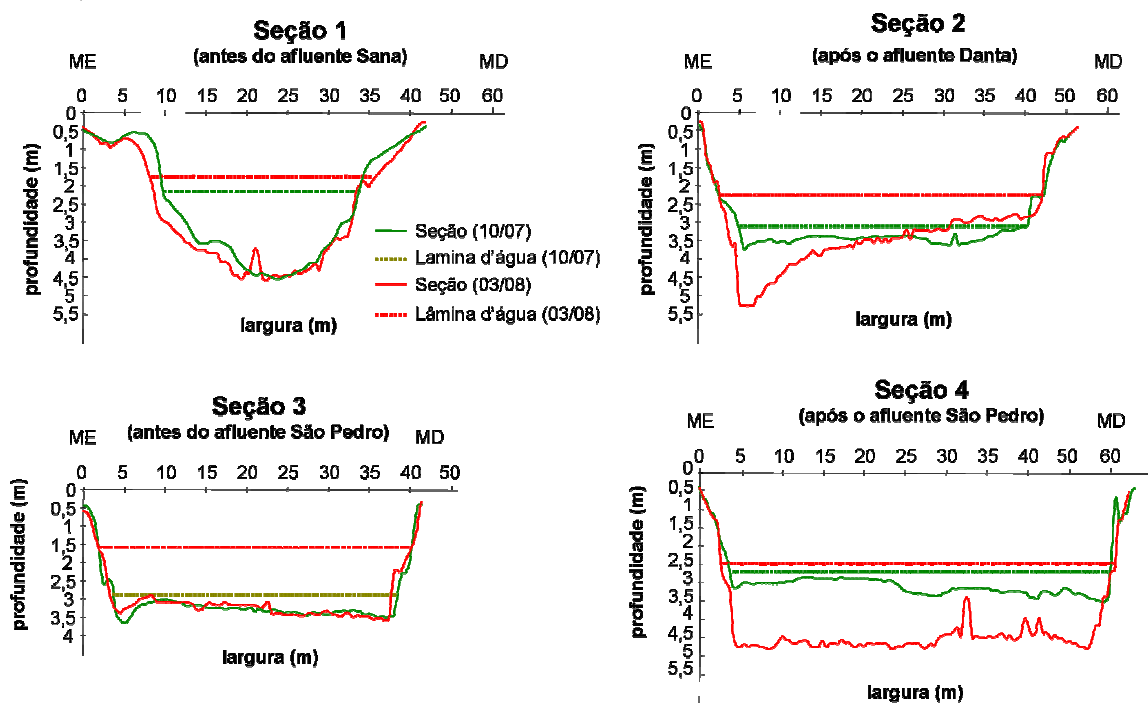 Seção 1
(antes do afluente Sana)
ME
MD
0 5 10 15 20 25 30 35 40 50 60
0
0,5
1
1,5
2
2,5
3
3,5
4
4,5
5
5,5
profundidade (m)
largura (m)
Seção (10/07)
Lamina d'água (10/07)
Seção (03/08)
Lâmina d'água (03/08)
Seção 2
(após o afluente Danta)
ME
MD
0 5 10 15 20 25 30 35 40 50 60
0
0,5
1
1,5
2
2,5
3
3,5
4
4,5
5
5,5
profundidade (m)
largura (m)
Seção 3
(antes do afluente São Pedro)
ME
MD
0 5 10 15 20 25 30 35 40 50
0
0,5
1
1,5
2
2,5
3
3,5
4
profundidade (m)
largura (m)
Seção 4
(após o afluente São Pedro)
ME
MD
0 5 10 15 20 25 30 35 40 50 60
0
0,5
1
1,5
2
2,5
3
3,5
4
4,5
5
5,5
profundidade (m)
largura (m)